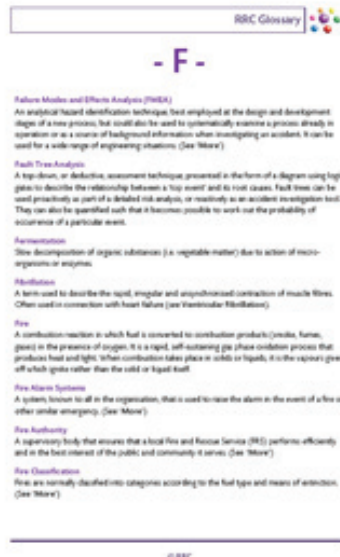 RRC Glossary
- F -
Failure Modes and Effects Analysis (FMEA)
An analytical hazard identification technique, best employed at the design and development
stages of a new process, but could also be used to systematically examine a process already in
operation or as a source of background information when investigating an accident. It can be
used for a wide range of engineering situations. (See 'More')
Fault Tree Analysis
A top-down, or deductive, assessment technique, presented in the form of a diagram using logi
gates to describe the relationship between a 'top event' and its root causes. Fault trees can be
used proactively as part of a detailed risk analysis, or reactively as an accident investigation tool.
They can also be quantified such that it becomes possible to work out the probability of
occurrence of a particular event.
Fermentation
Slow decomposition of organic substances (i.e. vegetable matter) due to action of micro-
organisms or enzymes.
Fibrillation
A term used to describe the rapid, irregular and unsynchronized contraction of muscle fibres.
Often used in connection with heart failure (see Ventricular Fibrillation).
Fire
A combustion reaction in which fuel is converted to combustion products (smoke, fumes,
gases) in the presence of oxygen. It is a rapid, self-sustaining gas phase oxidation process that
produces heat and light. When combustion takes place in solids or liquids, it is the vapours given
off which ignite rather than the solid or liquid itself.
Fire Alarm Systems
A system, known to all in the organisation, that is used to raise the alarm in the event of a fire o
other similar emergency. (See 'More')
Fire Authority
A supervisory body that ensures that a local Fire and Rescue Service (FRS) performs efficiently
and in the best interest of the public and community it serves. (See 'More')
Fire Classification
Fires are normally classified into categories according to the fuel type and means of extinction.
(See 'More')
© RRC